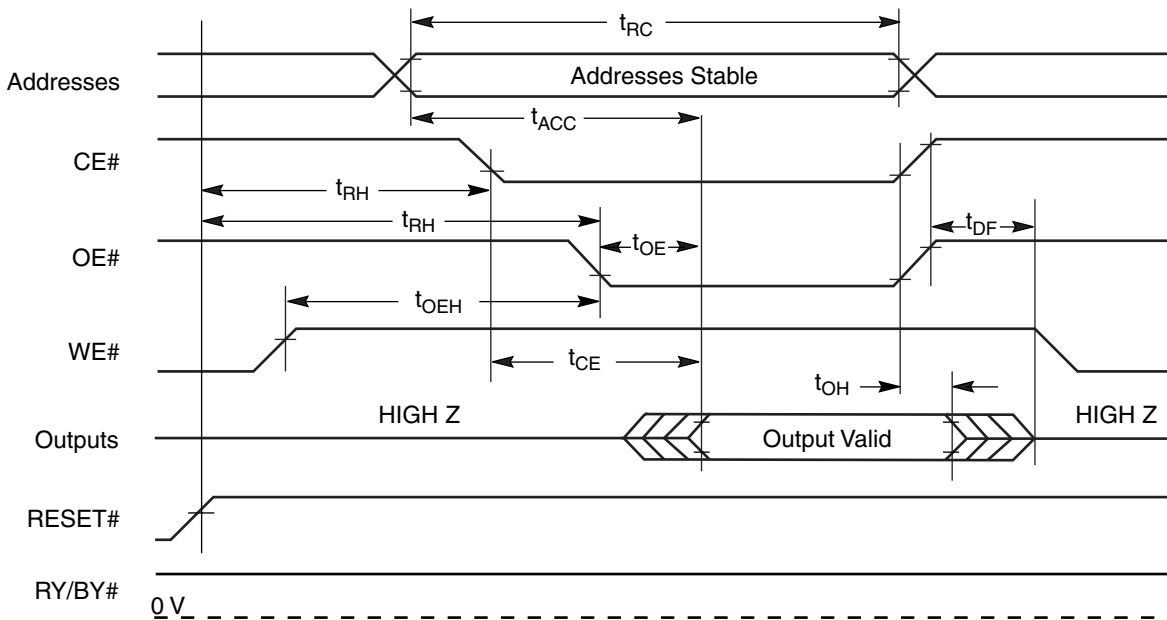 tRC
Addresses
Addresses Stable
tACC
CE#
tRH
tRH
tDF
OE#
tOE
tOEH
WE#
tCE
tOH
HIGH Z
HIGH Z
Outputs
Output Valid
RESET#
RY/BY#
0 V